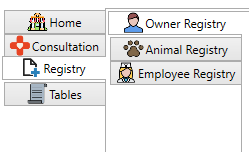 Home
Consultation
Registry
Tables
Owner Registry
Animal Registry
Employee Registry